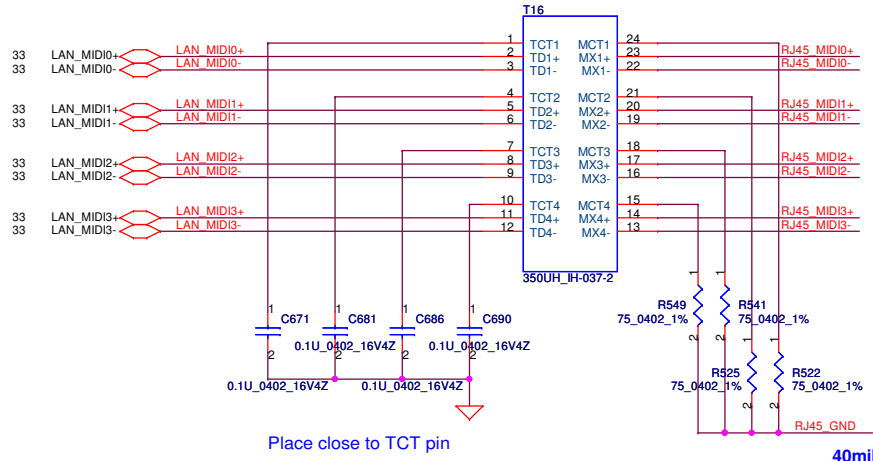 T16
1 TCT1 MCT1 24
33 LAN_MIDI0+ LAN_MIDI0+ 2 TD1+ MX1+ 23 RJ45_MIDI0+
33 LAN_MIDI0- LAN_MIDI0- 3 TD1- MX1- 22 RJ45_MIDI0-
4 TCT2 MCT2 21
33 LAN_MIDI1+ LAN_MIDI1+ 5 TD2+ MX2+ 20 RJ45_MIDI1+
33 LAN_MIDI1- LAN_MIDI1- 6 TD2- MX2- 19 RJ45_MIDI1-
7 TCT3 MCT3 18
33 LAN_MIDI2+ LAN_MIDI2+ 8 TD3+ MX3+ 17 RJ45_MIDI2+
33 LAN_MIDI2- LAN_MIDI2- 9 TD3- MX3- 16 RJ45_MIDI2-
10 TCT4 MCT4 15
33 LAN_MIDI3+ LAN_MIDI3+ 11 TD4+ MX4+ 14 RJ45_MIDI3+
33 LAN_MIDI3- LAN_MIDI3- 12 TD4- MX4- 13 RJ45_MIDI3-
350UH_IH-037-2
1 1 1 1
C671 C681 C686 C690
0.1U_0402_16V4Z 0.1U_0402_16V4Z
2 2 2 2
0.1U_0402_16V4Z 0.1U_0402_16V4Z
1 1
R549 R541
75_0402_1% 75_0402_1%
2 2
1 1
R525 R522
75_0402_1% 75_0402_1%
2 2
RJ45_GND
Place close to TCT pin